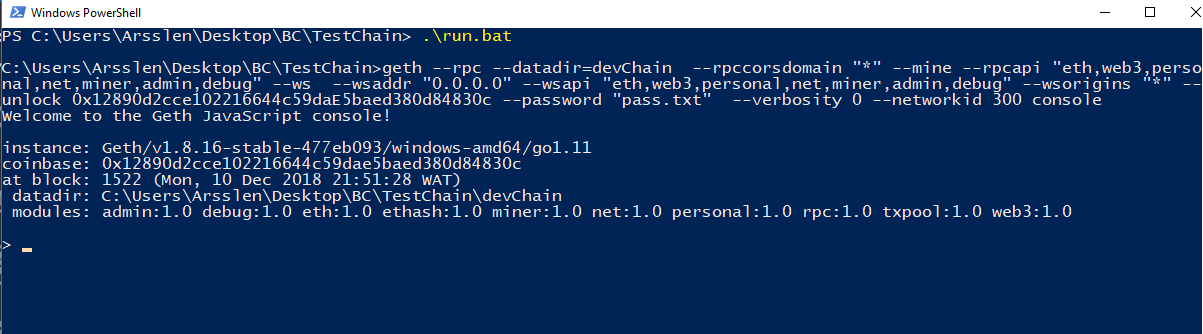 Windows PowerShell
PS C:\Users\Arsslen\Desktop\BC\TestChain> .\run.bat
C:\Users\Arsslen\Desktop\BC\TestChain>geth --rpc --datadir=devChain  --rpccorsdomain "*" --mine --rpcapi "eth,web3,perso
nal,net,miner,admin,debug" --ws  --wsaddr "0.0.0.0" --wsapi "eth,web3,personal,net,miner,admin,debug" --wsorigins "*" --
unlock 0x12890d2cce102216644c59daE5baed380d84830c --password "pass.txt"  --verbosity 0 --networkid 300 console
Welcome to the Geth JavaScript console!
instance: Geth/v1.8.16-stable-477eb093/windows-amd64/go1.11
coinbase: 0x12890d2cce102216644c59dae5baed380d84830c
at block: 1522 (Mon, 10 Dec 2018 21:51:28 WAT)
 datadir: C:\Users\Arsslen\Desktop\BC\TestChain\devChain
 modules: admin:1.0 debug:1.0 eth:1.0 ethash:1.0 miner:1.0 net:1.0 personal:1.0 rpc:1.0 txpool:1.0 web3:1.0
>